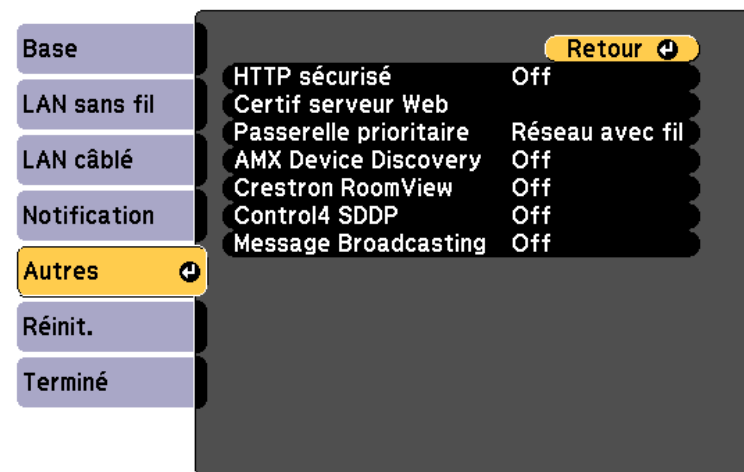 Base
LAN sans fil
LAN câblé
Notification
Autres
Réinit.
Terminé
Retour
HTTP sécurisé Off
Certif serveur Web
Passerelle prioritaire Réseau avec fil
AMX Device Discovery Off
Crestron RoomView Off
Control4 SDDP Off
Message Broadcasting Off